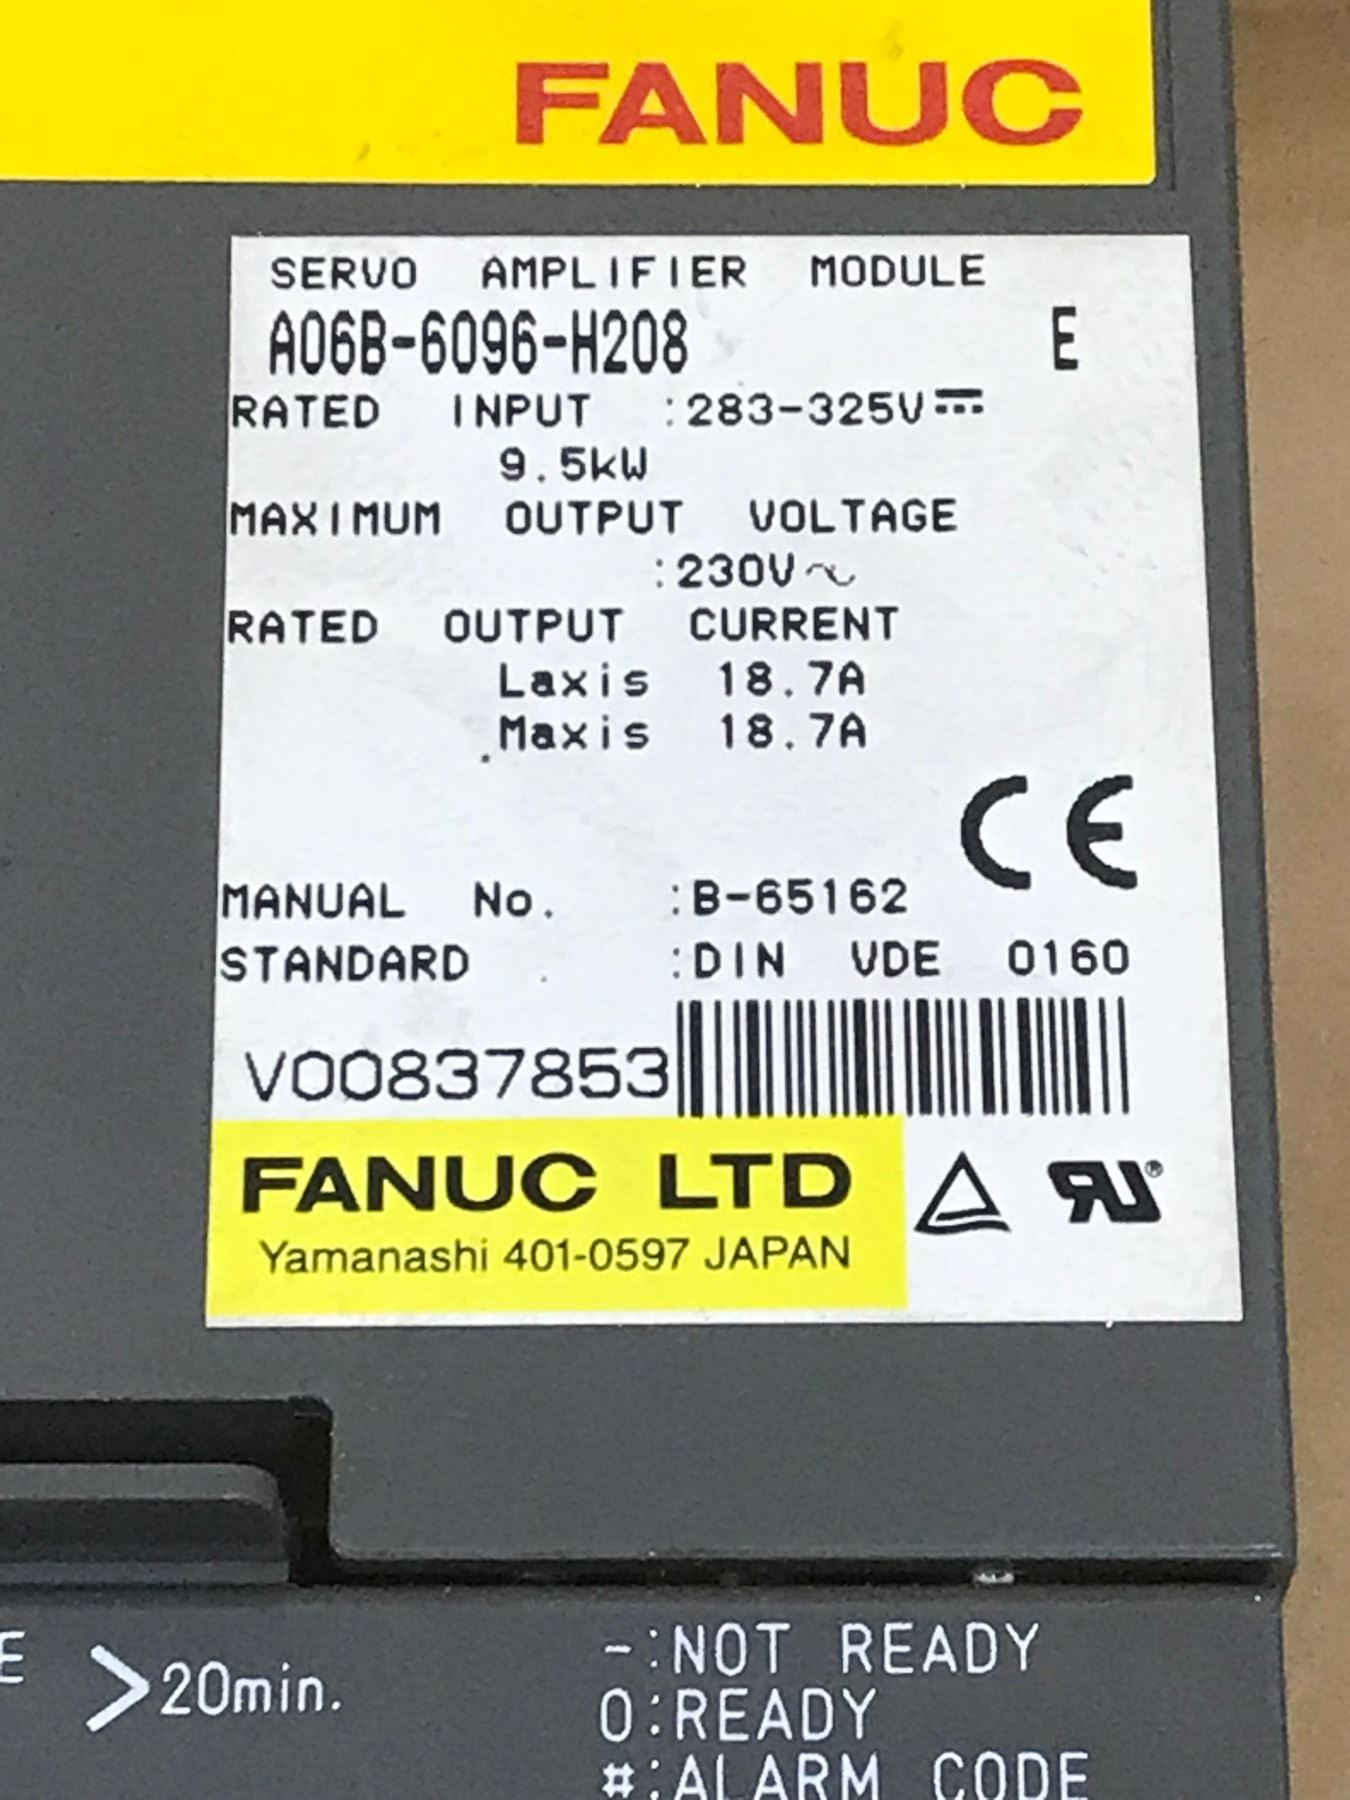 FANUC
SERVO AMPLIFIER MODULE
A06B-6096-H208 E
RATED INPUT :283-325V⎓
9.5kW
MAXIMUM OUTPUT VOLTAGE
:230V~
RATED OUTPUT CURRENT
Laxis 18.7A
Maxis 18.7A
CE
MANUAL No. :B-65162
STANDARD :DIN VDE 0160
V00837853
FANUC LTD
Yamanashi 401-0597 JAPAN
RU®
E >20min.
-:NOT READY
0:READY
#:ALARM CODE